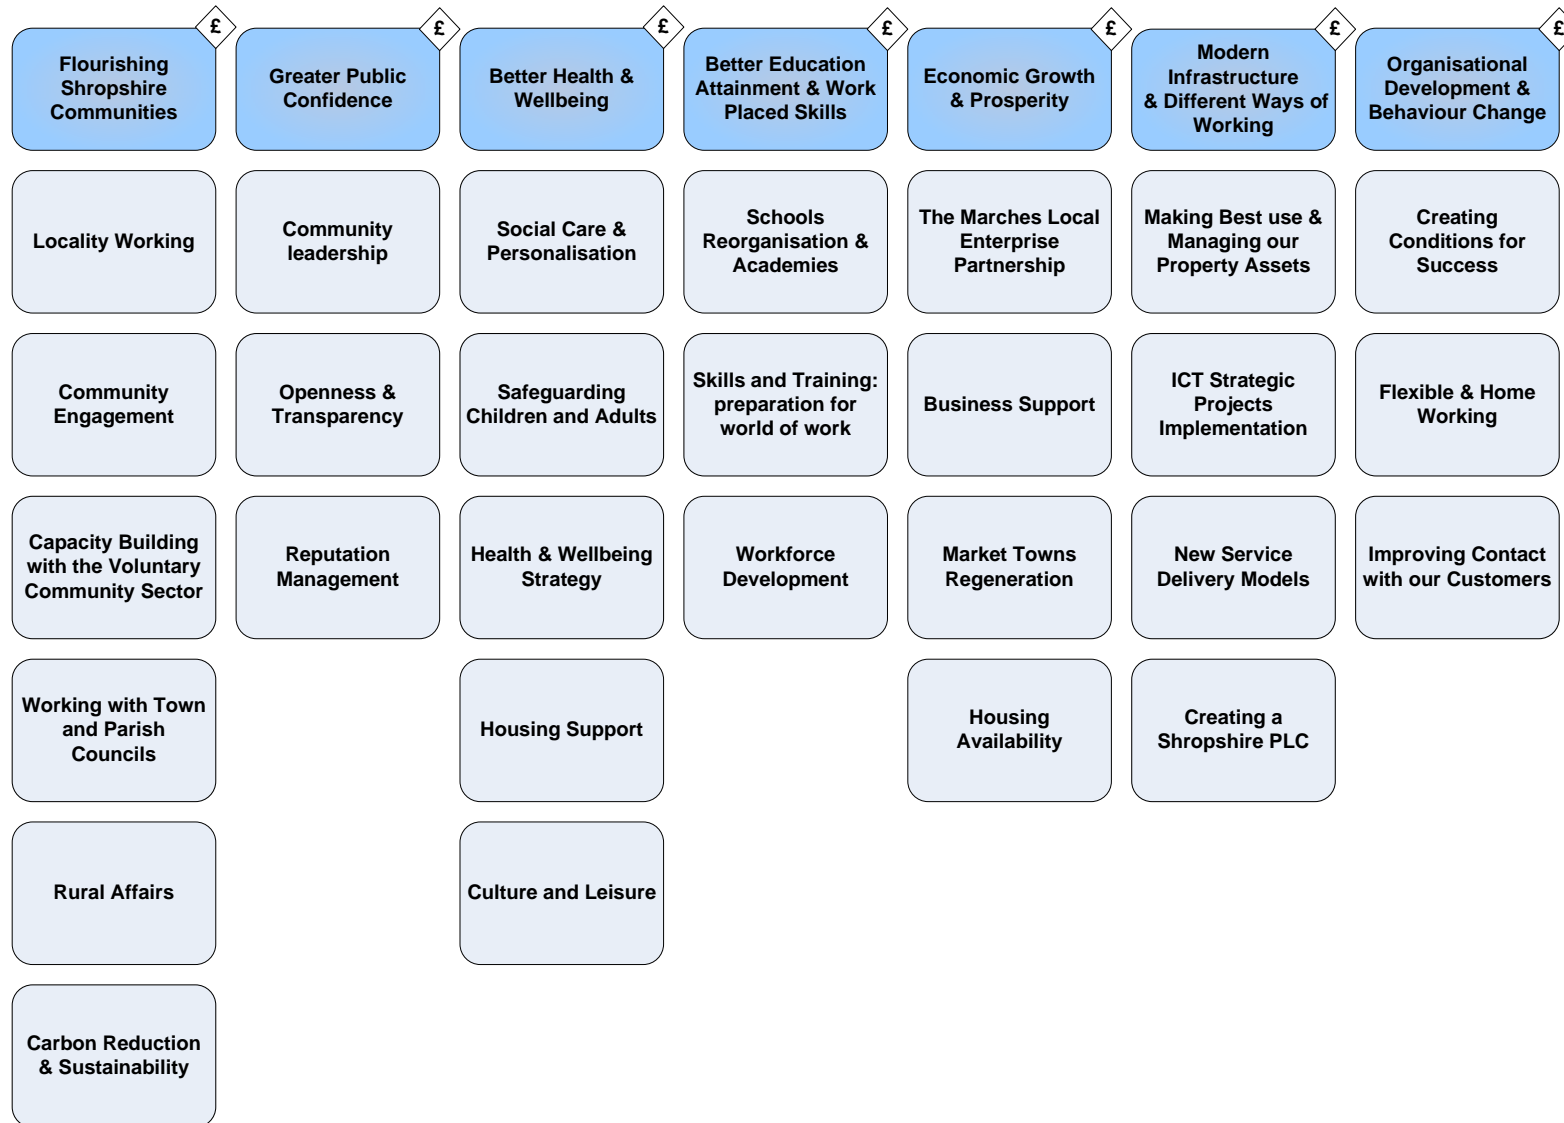 £
£
£
£
£
£
£
Flourishing
Shropshire
Communities
Greater Public
Confidence
Better Health &
Wellbeing
Better Education
Attainment & Work
Placed Skills
Economic Growth
& Prosperity
Modern
Infrastructure
& Different Ways of
Working
Organisational
Development &
Behaviour Change
Locality Working
Community
leadership
Social Care &
Personalisation
Schools
Reorganisation &
Academies
The Marches Local
Enterprise
Partnership
Making Best use &
Managing our
Property Assets
Creating
Conditions for
Success
Community
Engagement
Openness &
Transparency
Safeguarding
Children and Adults
Skills and Training:
preparation for
world of work
Business Support
ICT Strategic
Projects
Implementation
Flexible & Home
Working
Capacity Building
with the Voluntary
Community Sector
Reputation
Management
Health & Wellbeing
Strategy
Workforce
Development
Market Towns
Regeneration
New Service
Delivery Models
Improving Contact
with our Customers
Working with Town
and Parish
Councils
Housing Support
Housing
Availability
Creating a
Shropshire PLC
Rural Affairs
Culture and Leisure
Carbon Reduction
& Sustainability